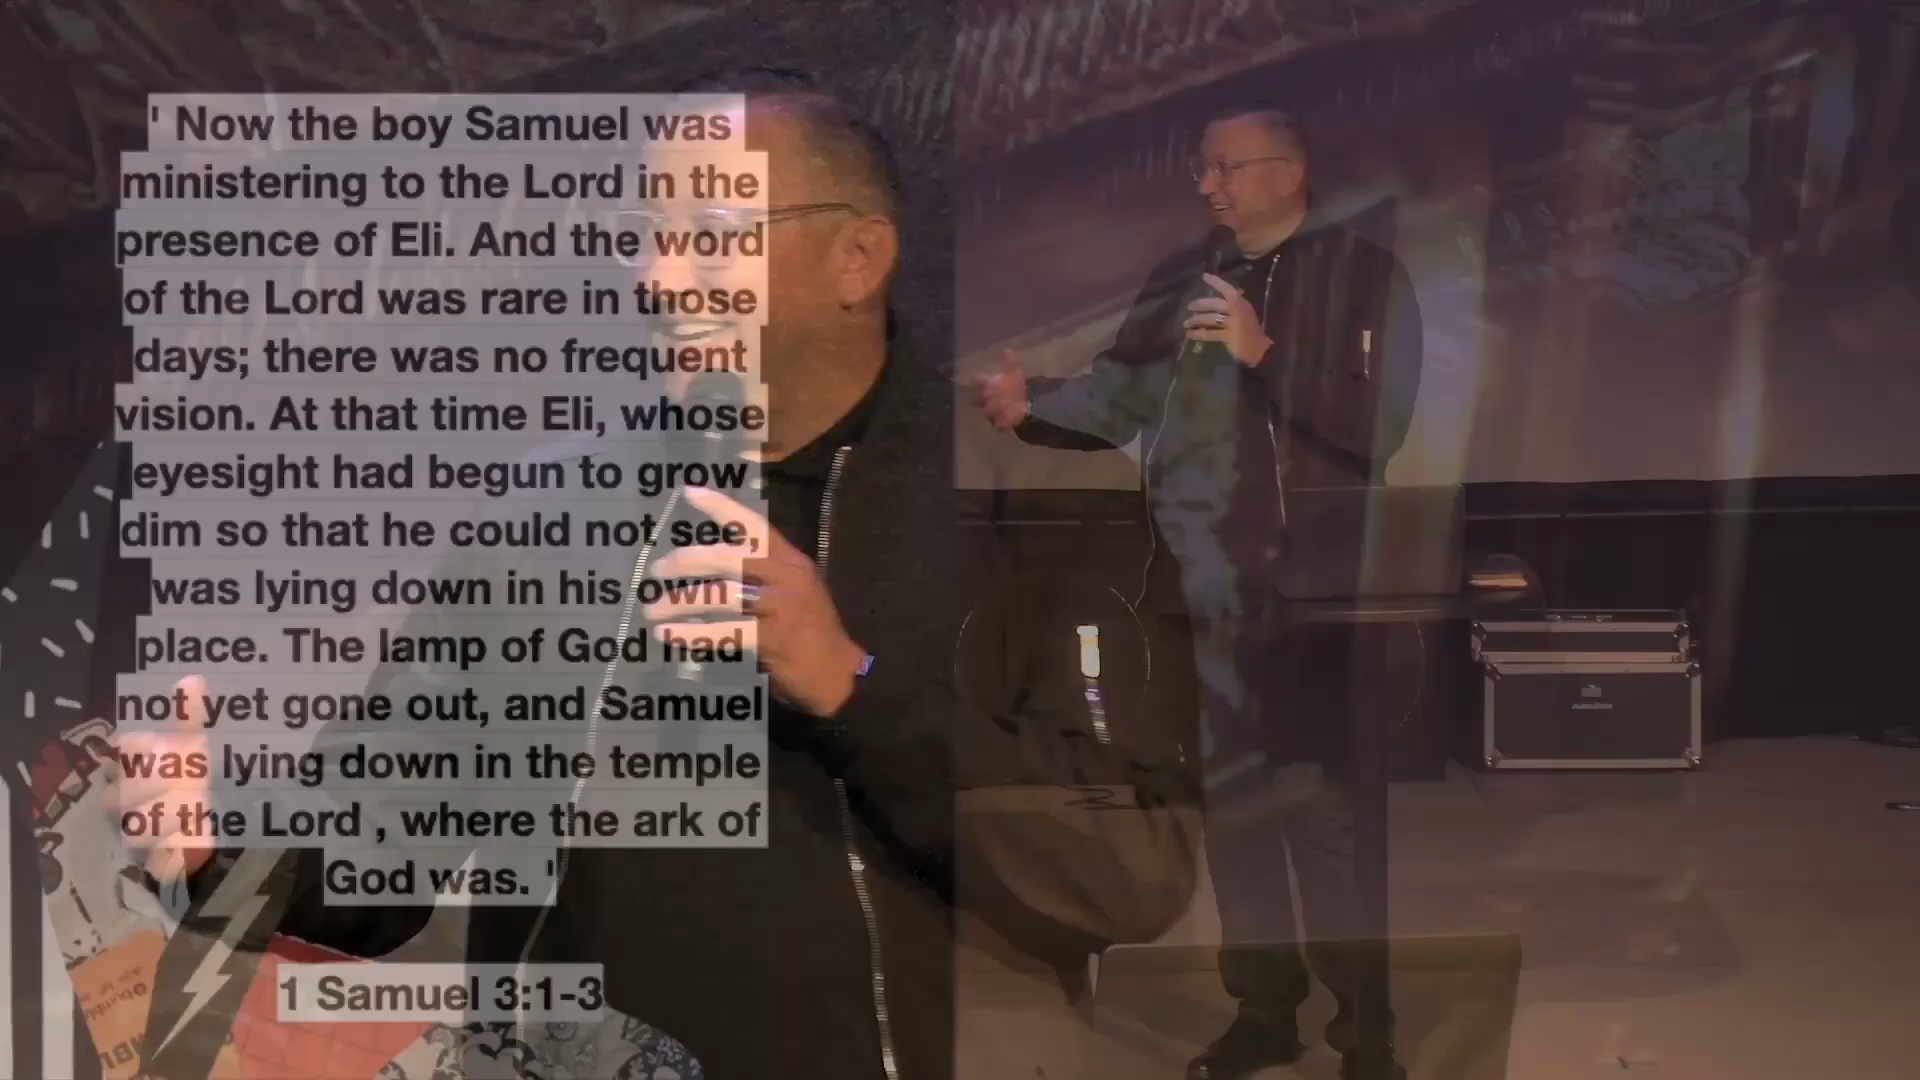 ' Now the boy Samuel was
ministering to the Lord in the
presence of Eli. And the word
of the Lord was rare in those
days; there was no frequent
vision. At that time Eli, whose
eyesight had begun to grow
dim so that he could not see,
was lying down in his own
place. The lamp of God had
not yet gone out, and Samuel
was lying down in the temple
of the Lord , where the ark of
God was. '
1 Samuel 3:1-3